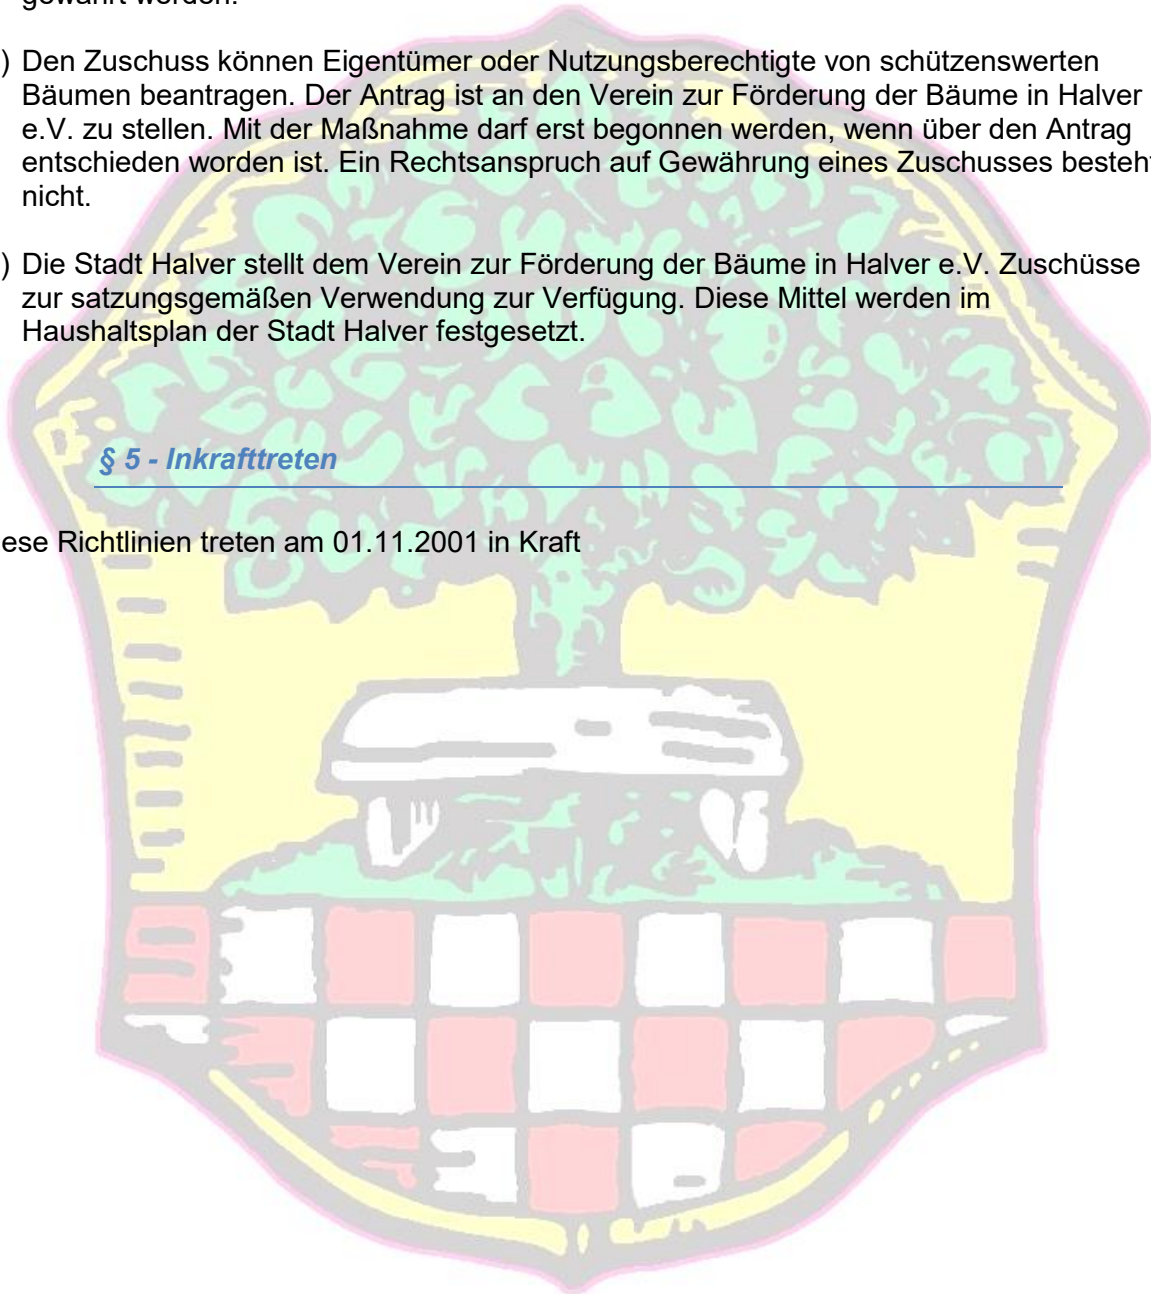 gewährt werden.
) Den Zuschuss können Eigentümer oder Nutzungsberechtigte von schützenswerten
Bäumen beantragen. Der Antrag ist an den Verein zur Förderung der Bäume in Halver
e.V. zu stellen. Mit der Maßnahme darf erst begonnen werden, wenn über den Antrag
entschieden worden ist. Ein Rechtsanspruch auf Gewährung eines Zuschusses besteht
nicht.
) Die Stadt Halver stellt dem Verein zur Förderung der Bäume in Halver e.V. Zuschüsse
zur satzungsgemäßen Verwendung zur Verfügung. Diese Mittel werden im
Haushaltsplan der Stadt Halver festgesetzt.
§ 5 - Inkrafttreten
ese Richtlinien treten am 01.11.2001 in Kraft